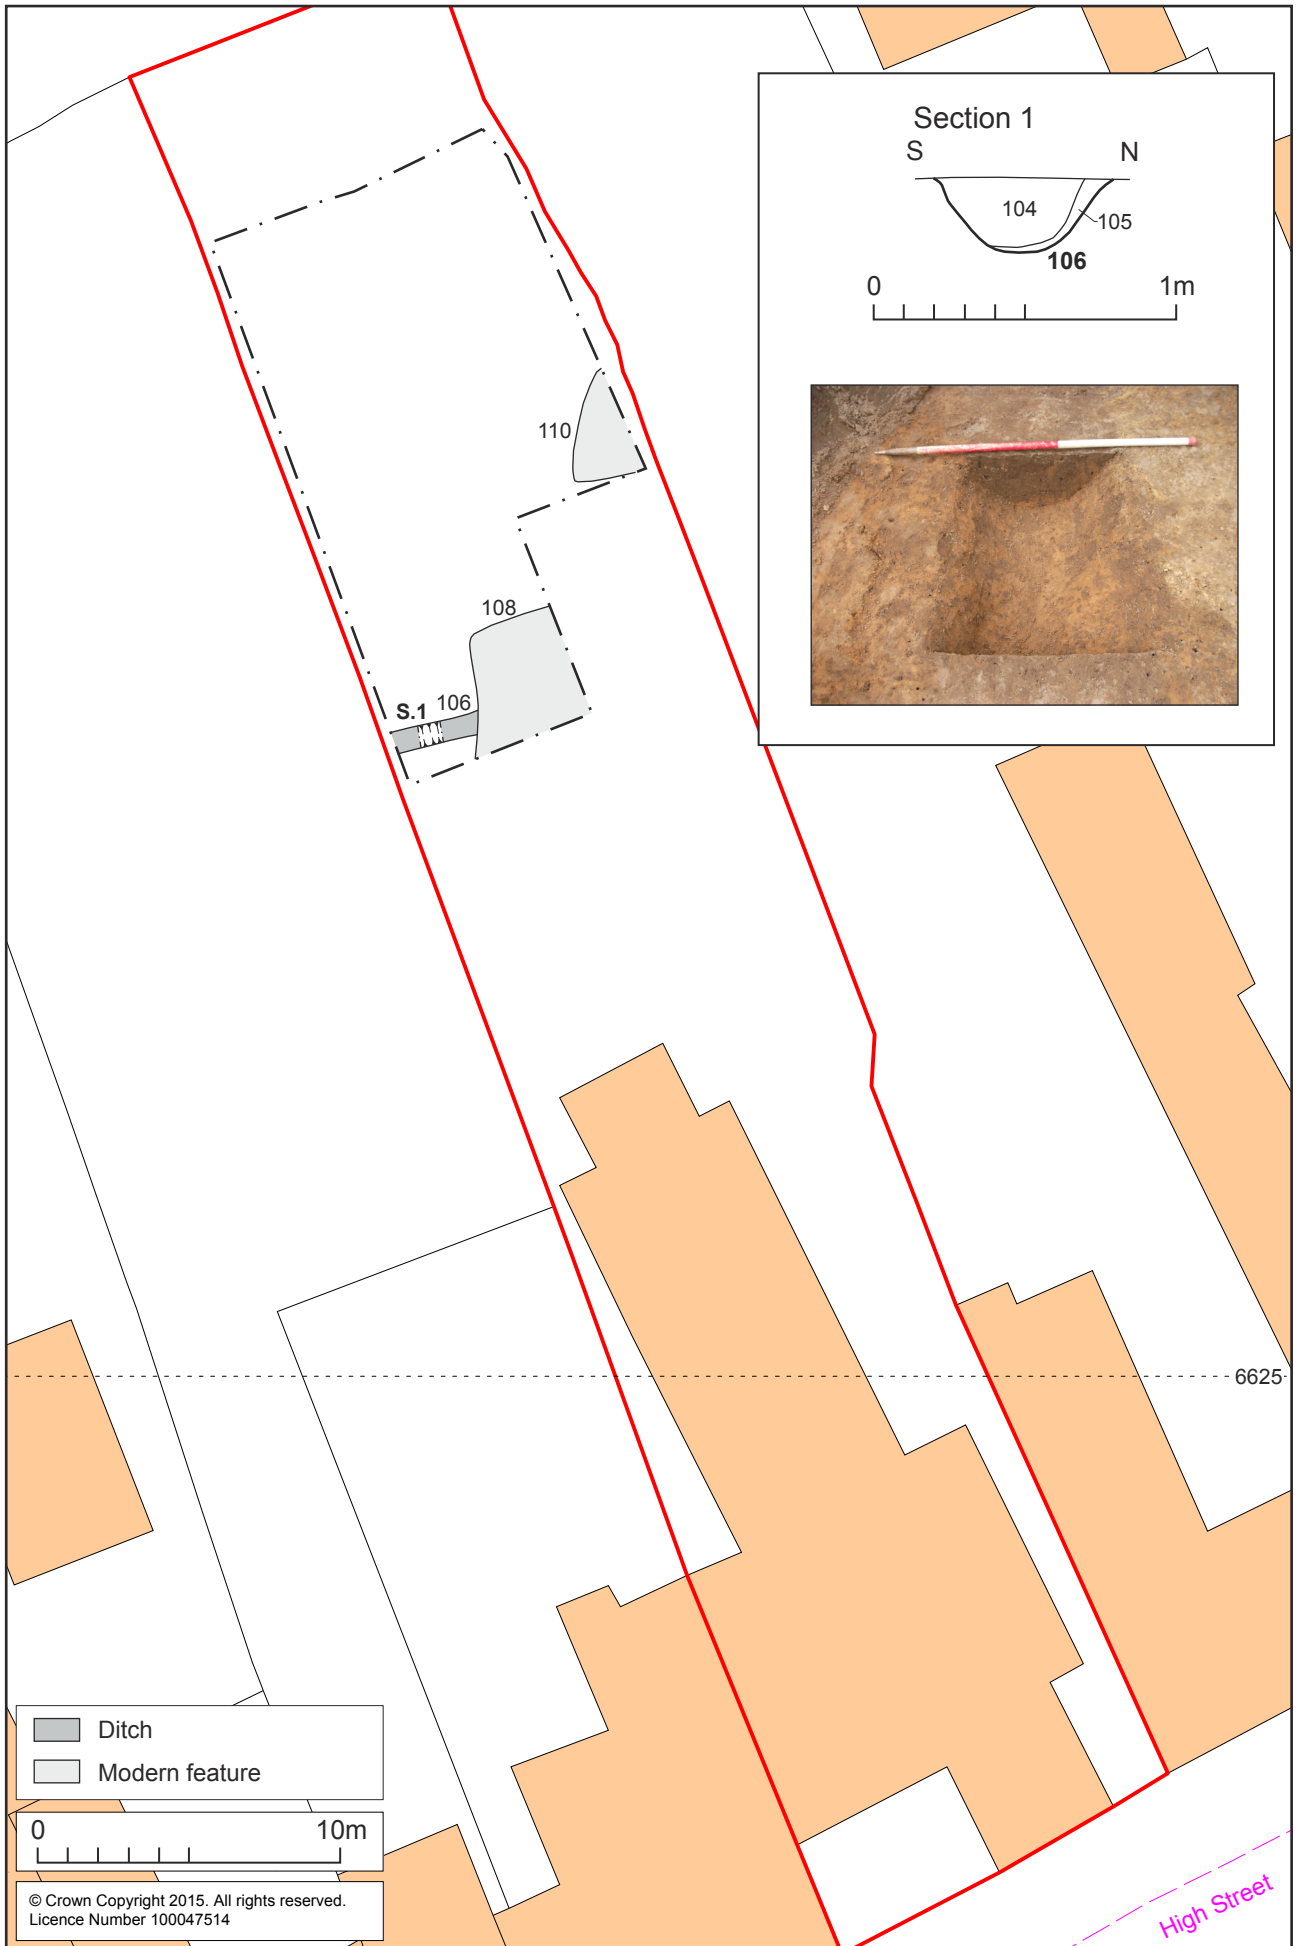 Section 1
S N
104
105
106
0 1m
110
108
S.1 106
6625
Ditch
Modern feature
0 10m
© Crown Copyright 2015. All rights reserved.
Licence Number 100047514
High Street